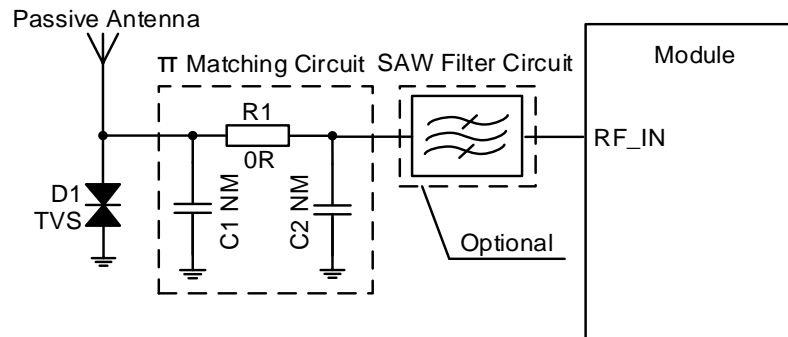 Passive Antenna
π Matching Circuit
SAW Filter Circuit
Module
R1
0R
RF_IN
D1
TVS
C1 NM
C2 NM
Optional